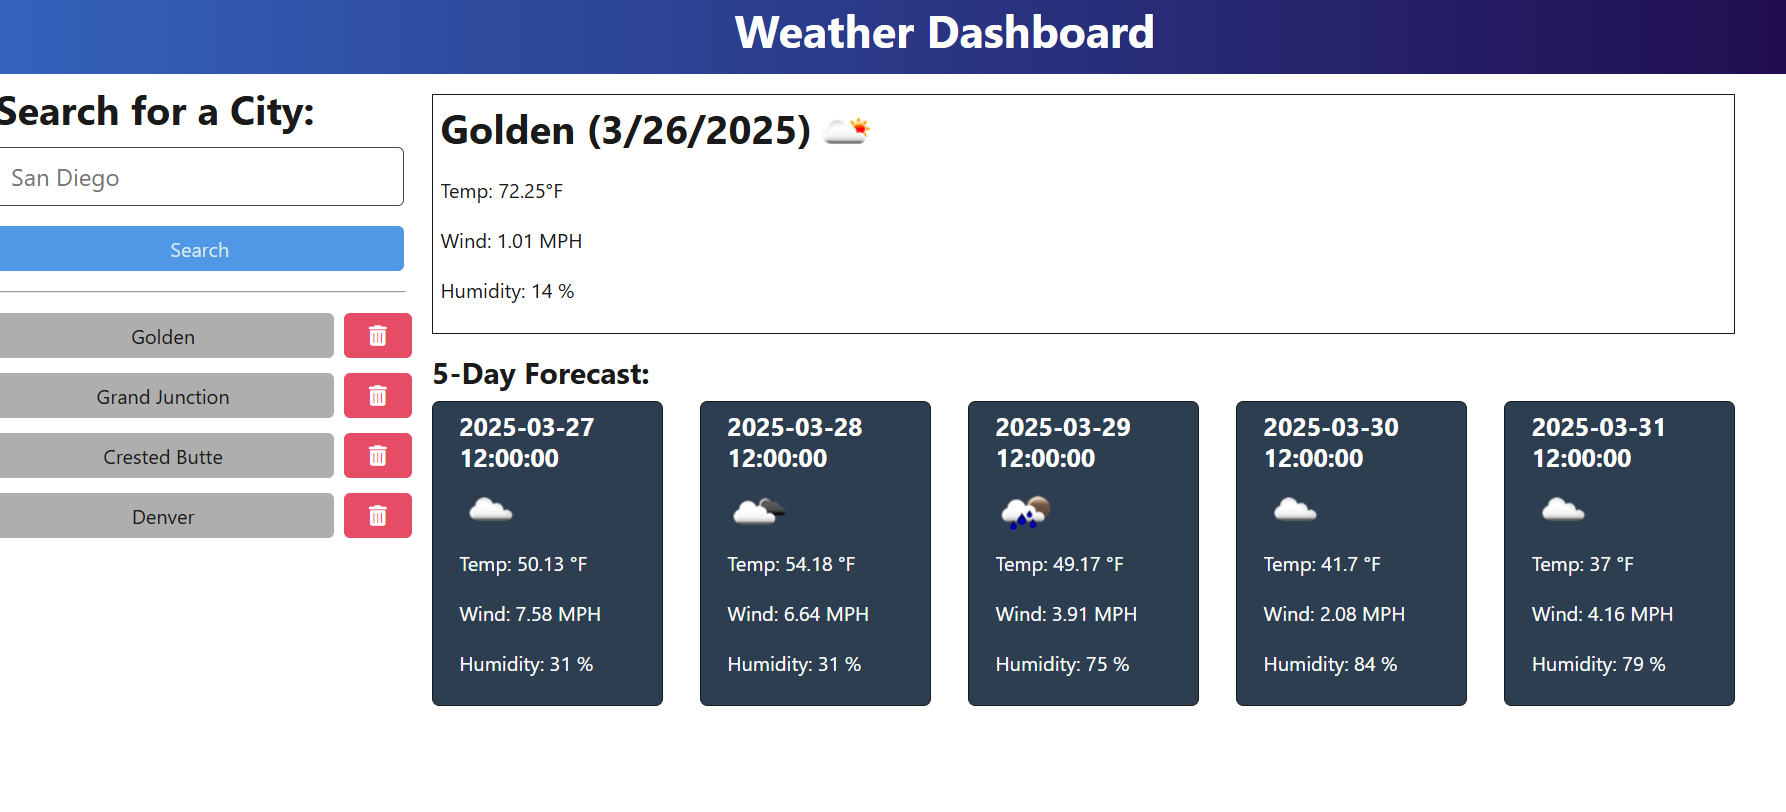 Weather Dashboard
Search for a City:
San Diego
Search
Golden
Grand Junction
Crested Butte
Denver
Golden (3/26/2025)
Temp: 72.25°F
Wind: 1.01 MPH
Humidity: 14 %
5-Day Forecast:
2025-03-27
12:00:00
Temp: 50.13 °F
Wind: 7.58 MPH
Humidity: 31 %
2025-03-28
12:00:00
Temp: 54.18 °F
Wind: 6.64 MPH
Humidity: 31 %
2025-03-29
12:00:00
Temp: 49.17 °F
Wind: 3.91 MPH
Humidity: 75 %
2025-03-30
12:00:00
Temp: 41.7 °F
Wind: 2.08 MPH
Humidity: 84 %
2025-03-31
12:00:00
Temp: 37 °F
Wind: 4.16 MPH
Humidity: 79 %